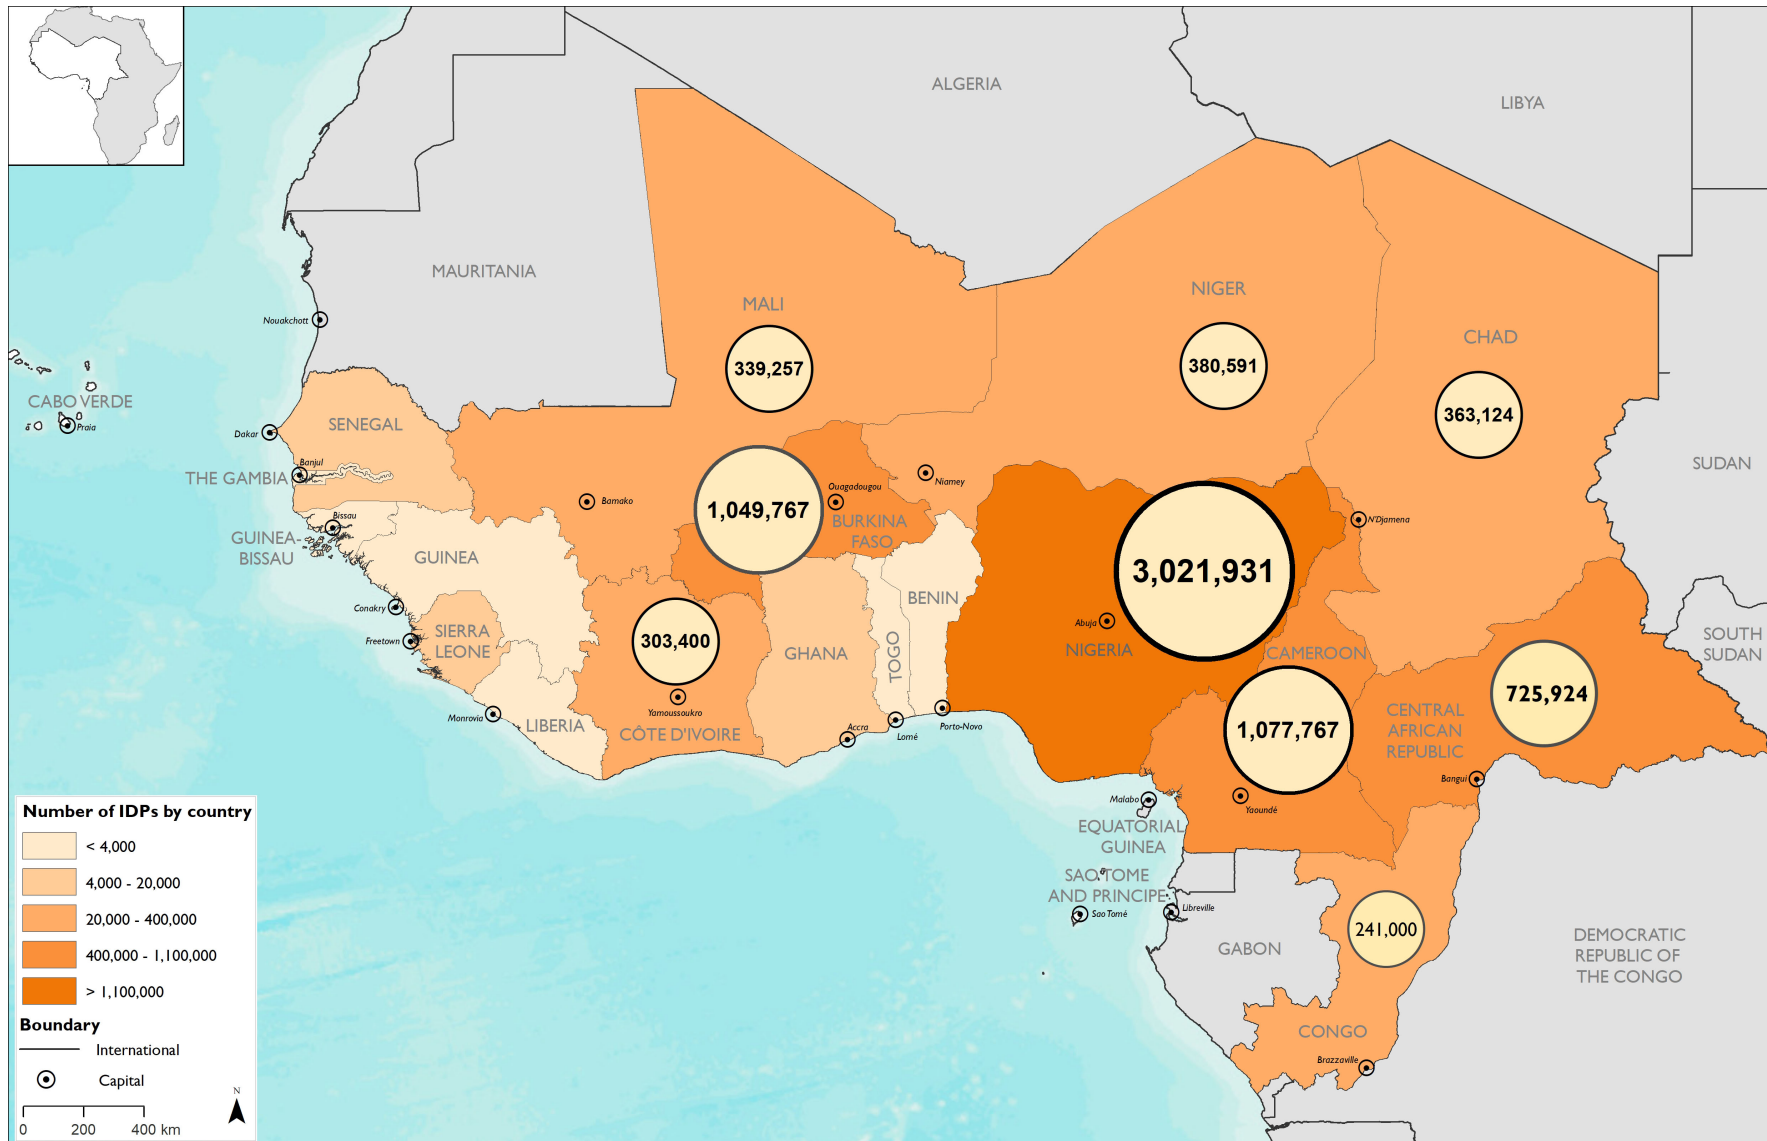 ALGERIA
LIBYA
MAURITANIA
MALI
NIGER
CHAD
Nouakchott
339,257
380,591
363,124
CABO VERDE
Praia
SENEGAL
Dakar
Banjul
THE GAMBIA
SUDAN
Bamako
Ouagadougou
Niamey
1,049,767
BURKINA
FASO
Bissau
GUINEA-
BISSAU
GUINEA
N'Djamena
3,021,931
BENIN
Conakry
Freetown
SIERRA
LEONE
303,400
GHANA
TOGO
Abuja
NIGERIA
CAMEROON
SOUTH
SUDAN
725,924
Monrovia
LIBERIA
Yamoussoukro
CÔTE D'IVOIRE
Accra
Lomé
Porto-Novo
1,077,767
CENTRAL
AFRICAN
REPUBLIC
Bangui
Yaoundé
Malabo
EQUATORIAL
GUINEA
SAO TOME
AND PRINCIPE
Sao Tomé
Libreville
GABON
241,000
DEMOCRATIC
REPUBLIC OF
THE CONGO
CONGO
Brazzaville
Number of IDPs by country
< 4,000
4,000 - 20,000
20,000 - 400,000
400,000 - 1,100,000
> 1,100,000
Boundary
International
Capital
N
0 200 400 km